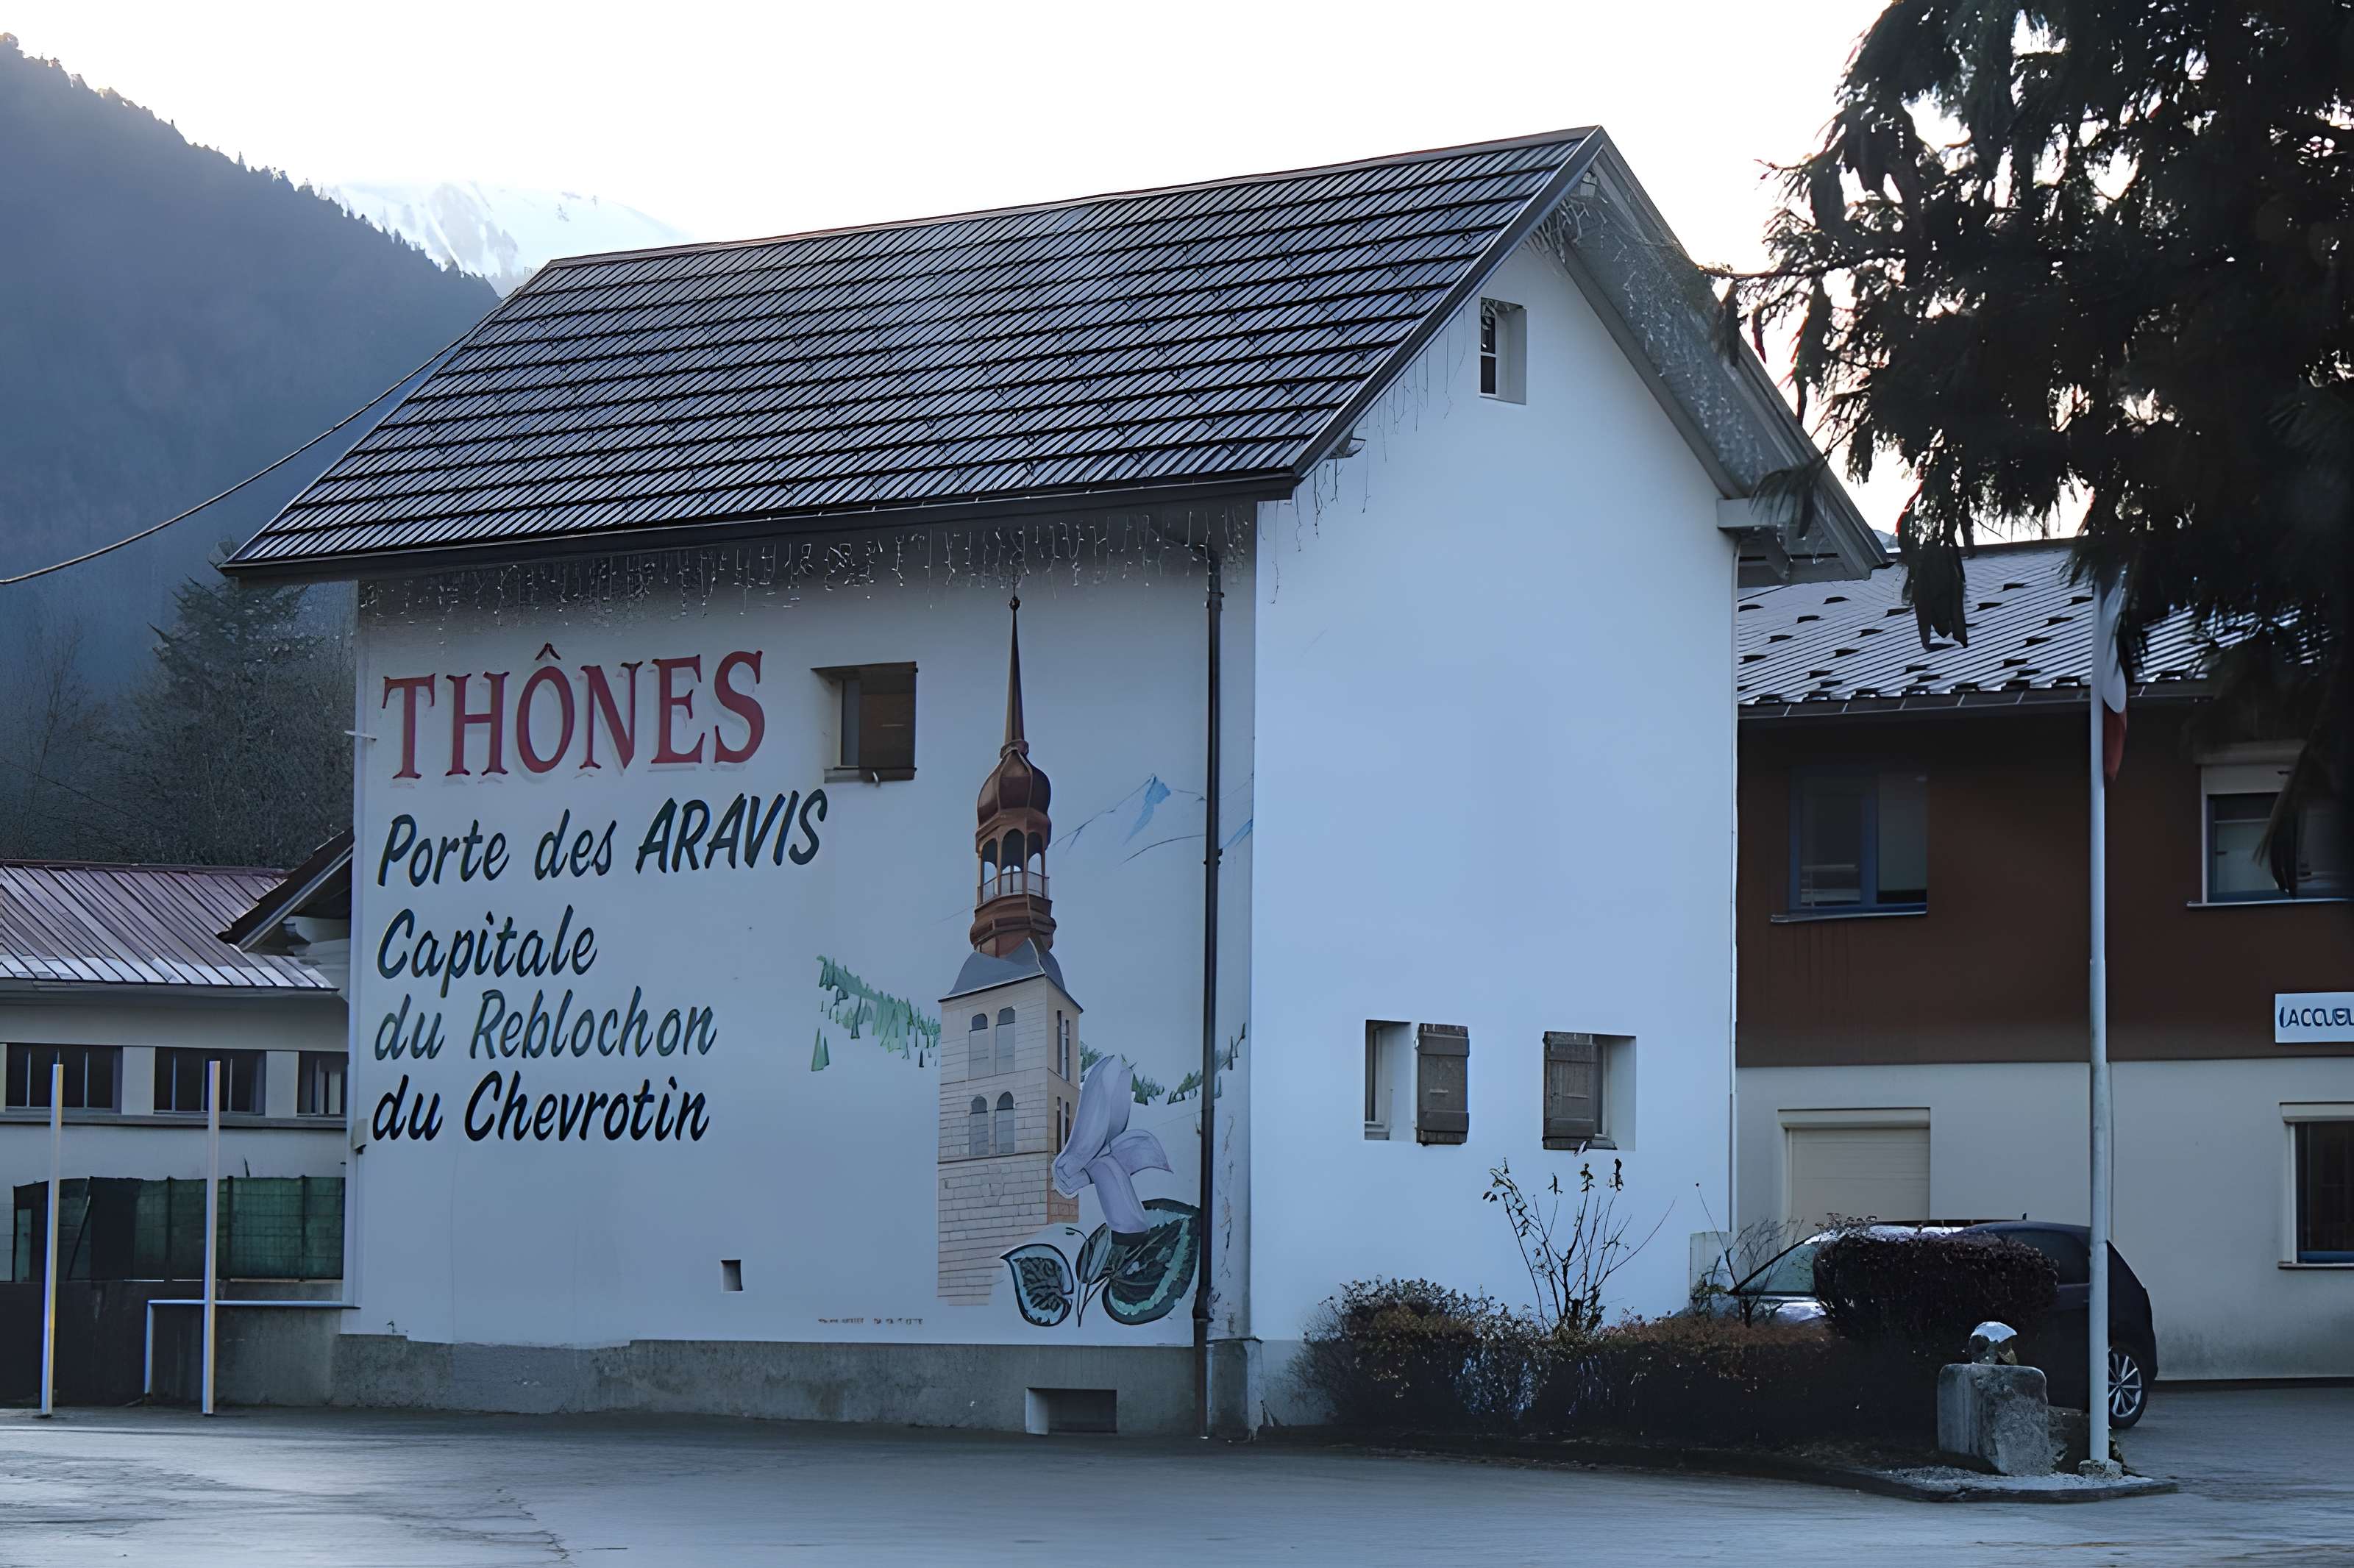 THÔNES
Porte des ARAVIS
Capitale
du Reblochon
du Chevrotin
ACCUEIL